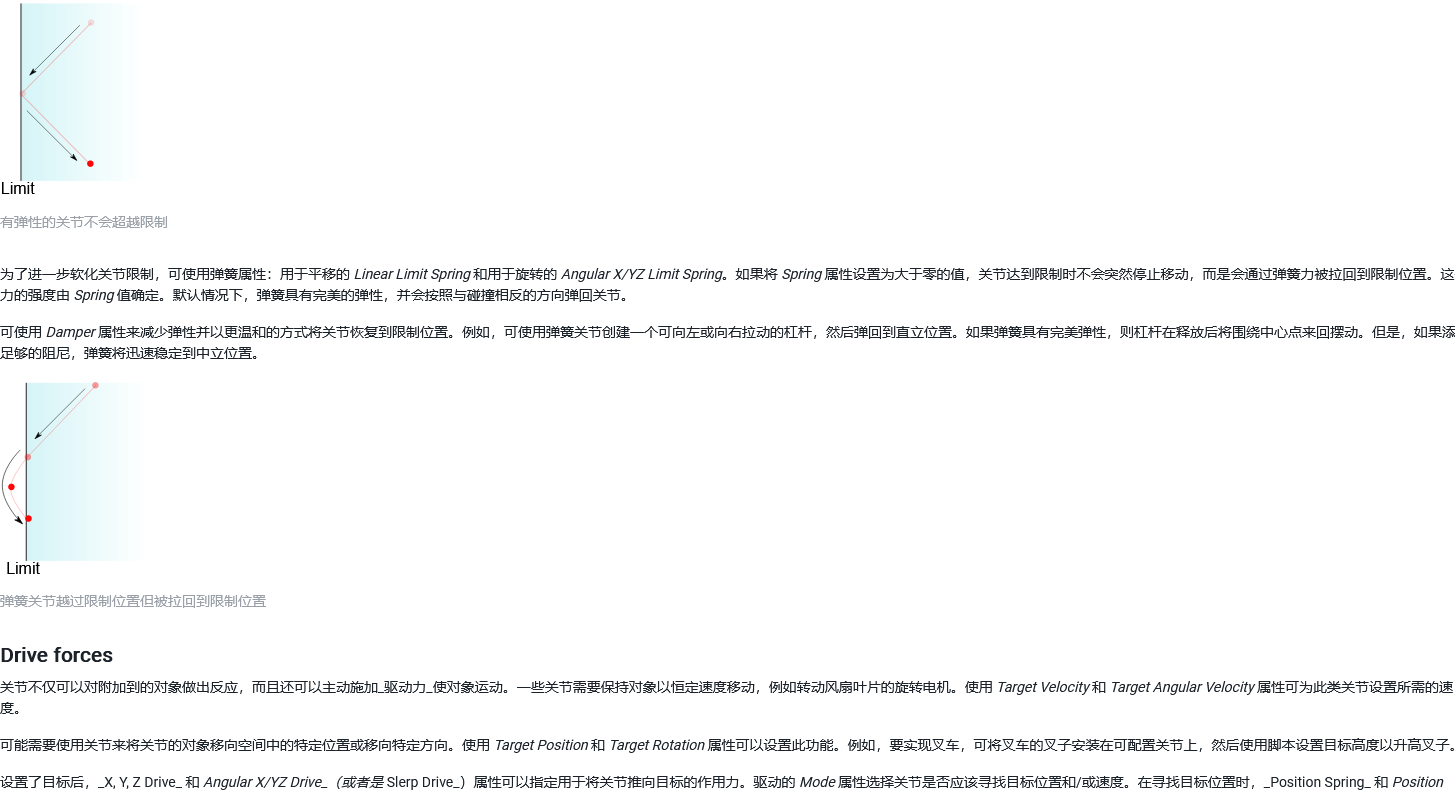 Limit
有弹性的关节不会超越限制
为了进一步软化关节限制，可使用弹簧属性：用于平移的 Linear Limit Spring 和用于旋转的 Angular X/YZ Limit Spring。如果将 Spring 属性设置为大于零的值，关节达到限制时不会突然停止移动，而是会通过弹簧力被拉回到限制位置。这
力的强度由 Spring 值确定。默认情况下，弹簧具有完美的弹性，并会按照与碰撞相反的方向弹回关节。
可使用 Damper 属性来减少弹性并以更温和的方式将关节恢复到限制位置。例如，可使用弹簧关节创建一个可向左或向右拉动的杠杆，然后弹回到直立位置。如果弹簧具有完美弹性，则杠杆在释放后将围绕中心点来回摆动。但是，如果添
足够的阻尼，弹簧将迅速稳定到中立位置。
Limit
弹簧关节越过限制位置但被拉回到限制位置
Drive forces
关节不仅可以对附加到的对象做出反应，而且还可以主动施加_驱动力_使对象运动。一些关节需要保持对象以恒定速度移动，例如转动风扇叶片的旋转电机。使用 Target Velocity 和 Target Angular Velocity 属性可为此类关节设置所需的速
度。
可能需要使用关节来将关节的对象移向空间中的特定位置或移向特定方向。使用 Target Position 和 Target Rotation 属性可以设置此功能。例如，要实现叉车，可将叉车的叉子安装在可配置关节上，然后使用脚本设置目标高度以升高叉子。
设置了目标后，_X, Y, Z Drive_ 和 Angular X/YZ Drive_（或者是 Slerp Drive_）属性可以指定用于将关节推向目标的作用力。驱动的 Mode 属性选择关节是否应该寻找目标位置和/或速度。在寻找目标位置时，_Position Spring_ 和 Position